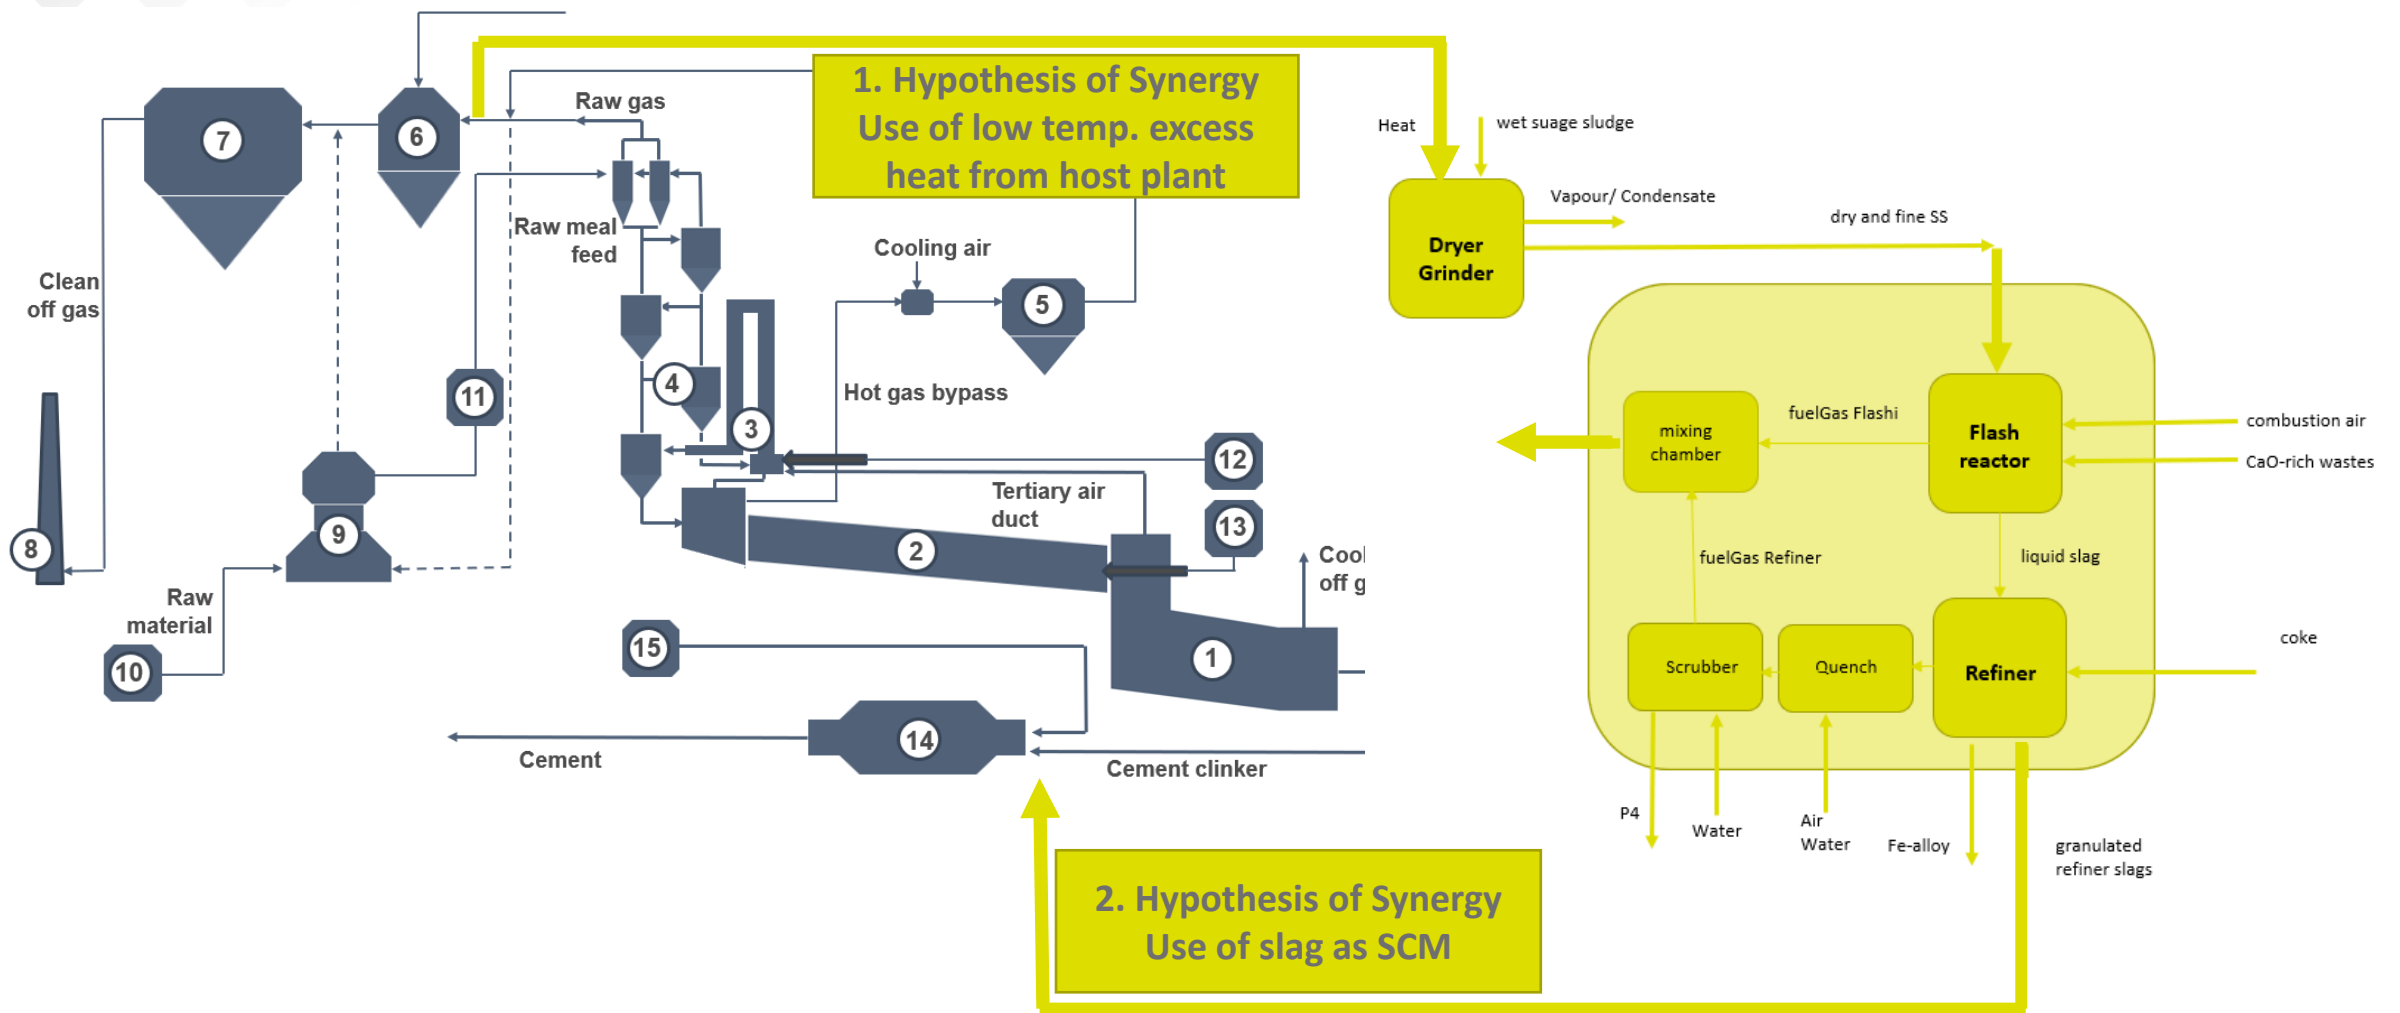 1. Hypothesis of Synergy
Use of low temp. excess
heat from host plant
Raw gas
7
6
Raw meal
feed
Clean
off gas
Cooling air
5
4
Hot gas bypass
11
3
12
Tertiary air
duct
13
8
9
2
Cool
off g
Raw
material
10
15
1
14
Cement
Cement clinker
2. Hypothesis of Synergy
Use of slag as SCM
Heat
wet suage sludge
Vapour/ Condensate
dry and fine SS
Dryer
Grinder
fuelGas Flashi
mixing
chamber
Flash
reactor
combustion air
CaO-rich wastes
fuelGas Refiner
liquid slag
Scrubber
Quench
Refiner
coke
P4
Water
Air
Water
Fe-alloy
granulated
refiner slags